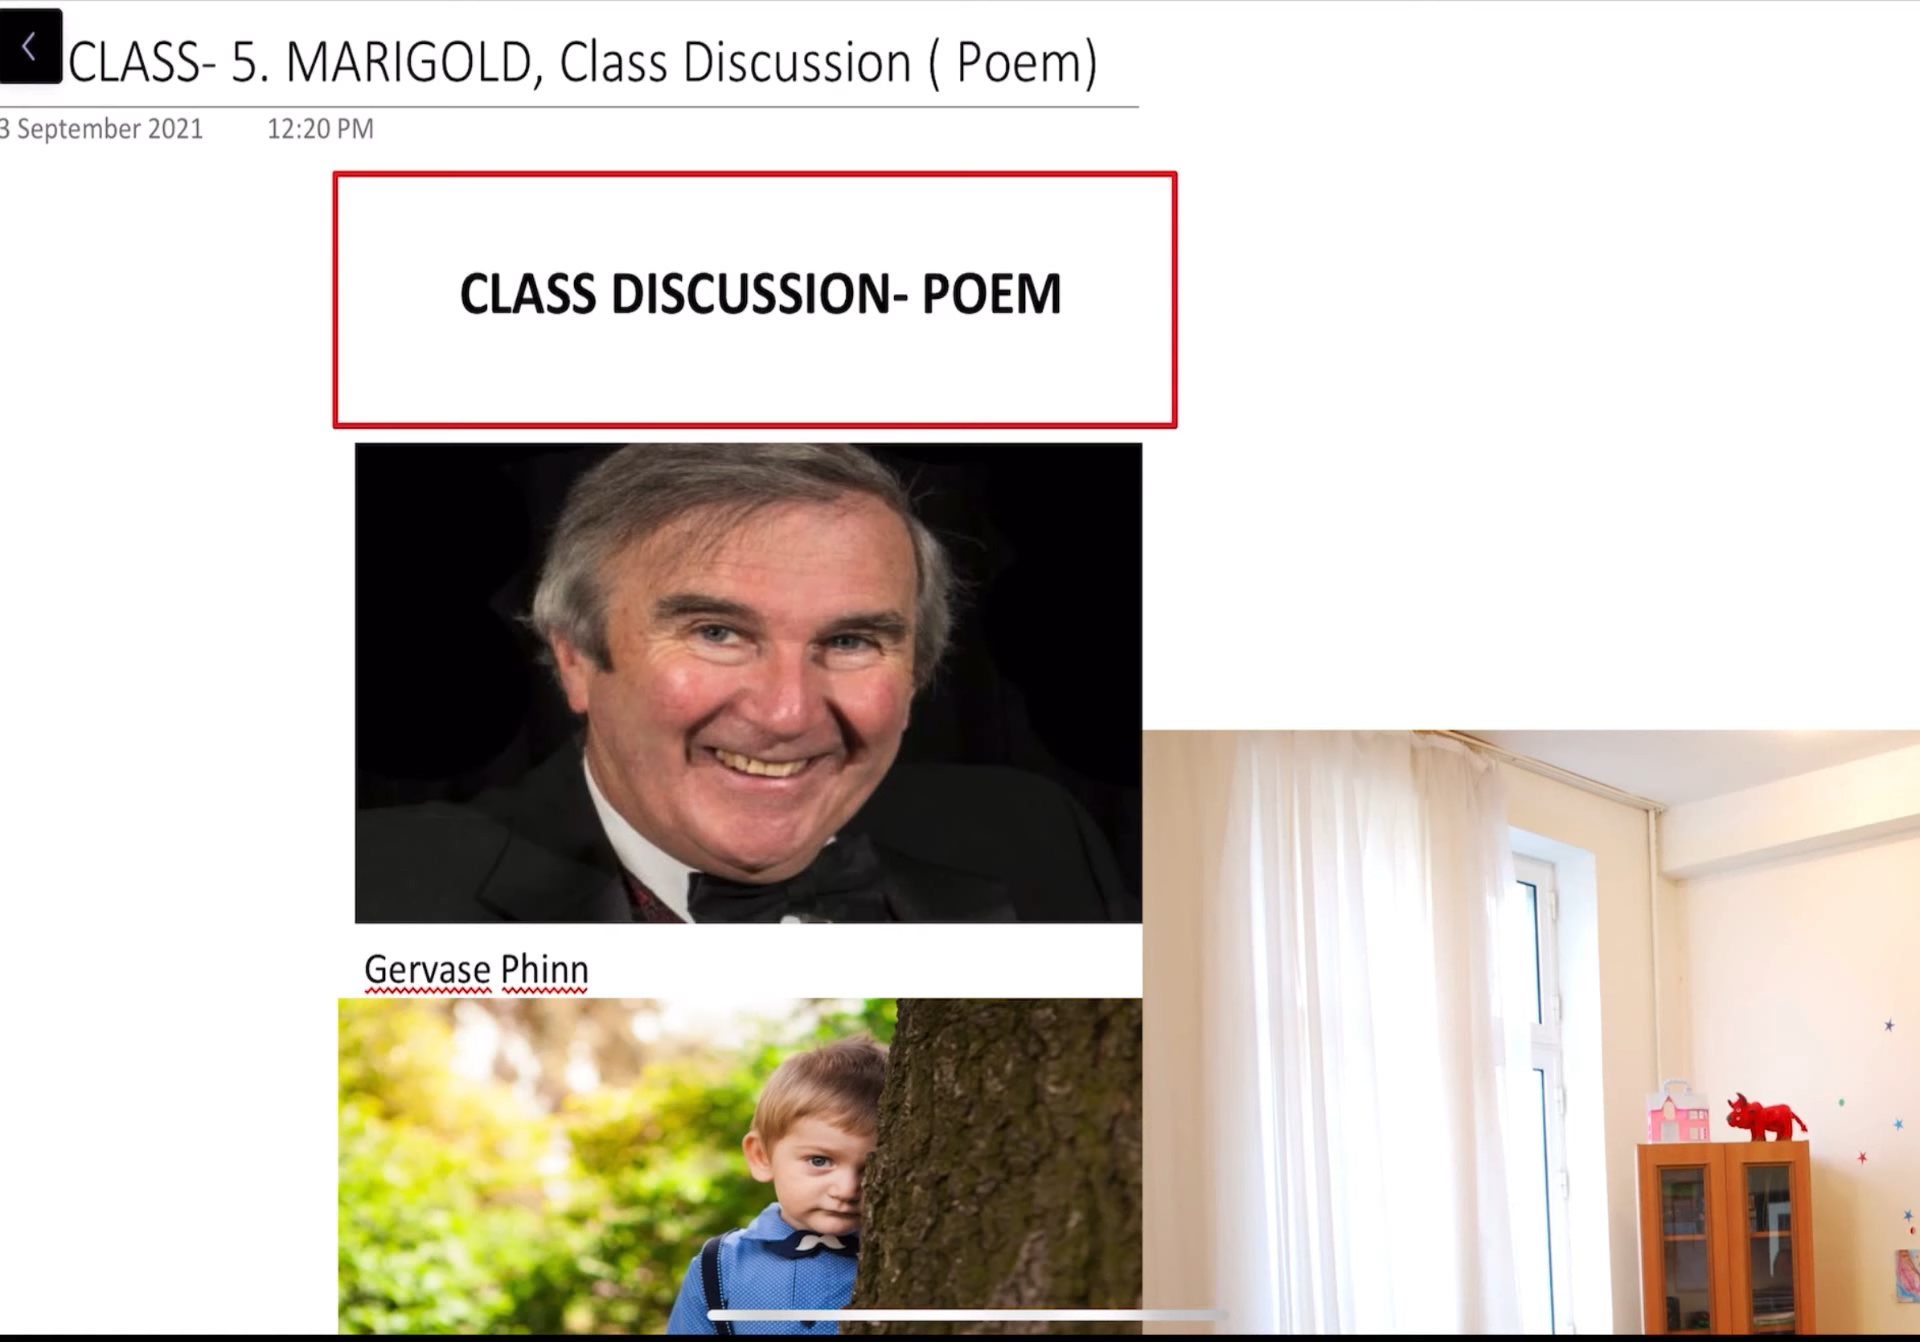 CLASS- 5. MARIGOLD, Class Discussion ( Poem)
3 September 2021 12:20 PM
CLASS DISCUSSION- POEM
Gervase Phinn